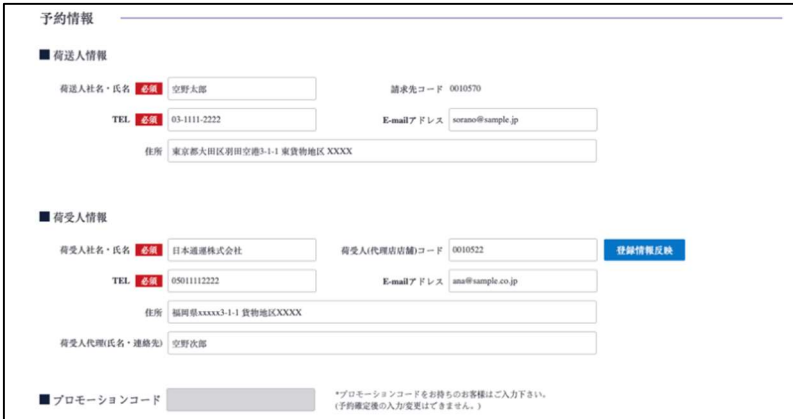 予約情報
■荷送人情報
荷送人社名・氏名 必須 空野太郎 請求先コード 0010570
TEL 必須 03-1111-2222 E-mailアドレス sorano@sample.jp
住所 東京都大田区羽田空港3-1-1 東貨物地区 XXXX
■荷受人情報
荷受人社名・氏名 必須 日本通運株式会社 荷受人(代理店店舗)コード 0010522 登録情報反映
TEL 必須 05011112222 E-mailアドレス ana@sample.co.jp
住所 福岡県xxxxx3-1-1 貨物地区XXXX
荷受人代理(氏名・連絡先) 空野次郎
■プロモーションコード *プロモーションコードをお持ちのお客様はご入力下さい。
(予約確定後の入力/変更はできません。)